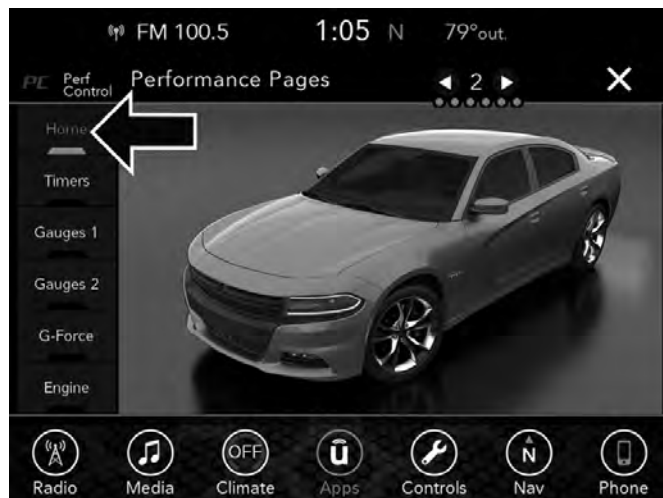 FM 100.5 1:05 N 79°out.
PC Perf Control Performance Pages 2 X
Home
Timers
Gauges 1
Gauges 2
G-Force
Engine
OFF û N
Radio Media Climate Apps Controls Nav Phone